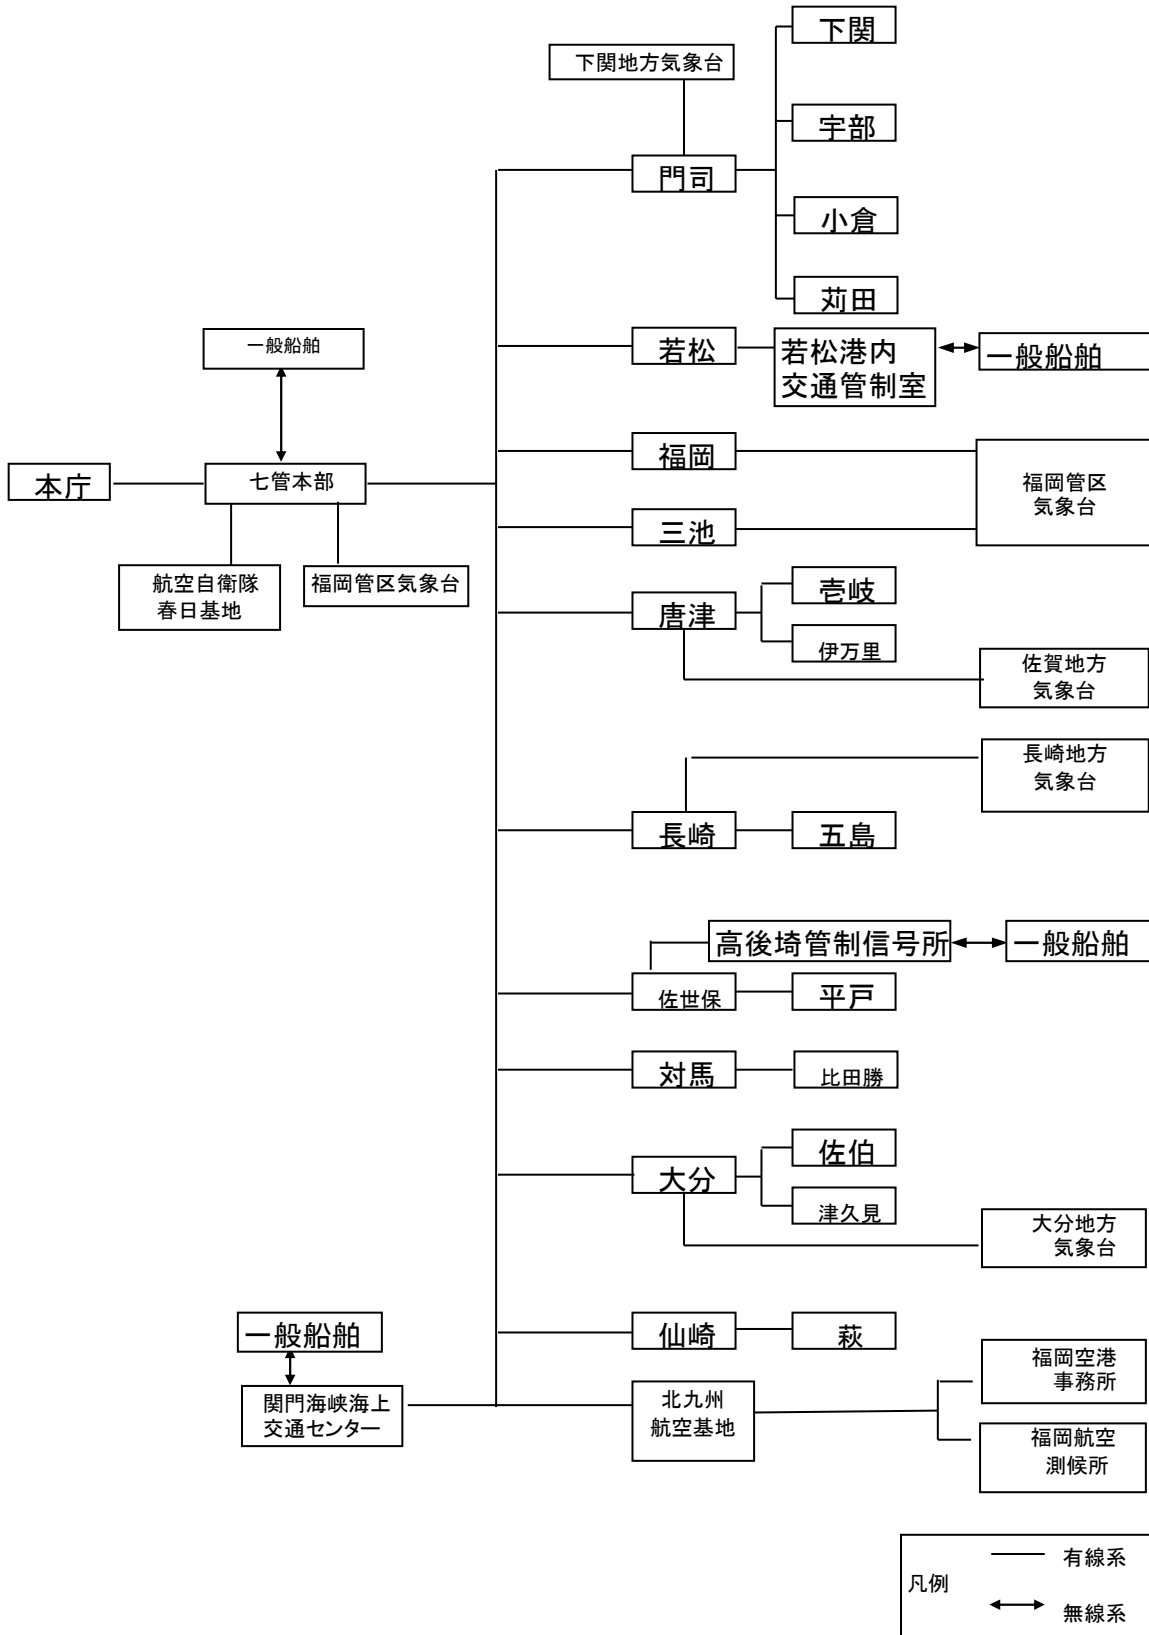 下関
下関地方気象台
宇部
門司
小倉
苅田
一般船舶
若松
若松港内
交通管制室
一般船舶
福岡
本庁
七管本部
福岡管区
気象台
三池
航空自衛隊
春日基地
福岡管区気象台
壱岐
唐津
伊万里
佐賀地方
気象台
長崎地方
気象台
長崎
五島
高後埼管制信号所
一般船舶
佐世保
平戸
対馬
比田勝
佐伯
大分
津久見
大分地方
気象台
一般船舶
仙崎
萩
福岡空港
事務所
関門海峡海上
交通センター
北九州
航空基地
福岡航空
測候所
有線系
凡例
無線系